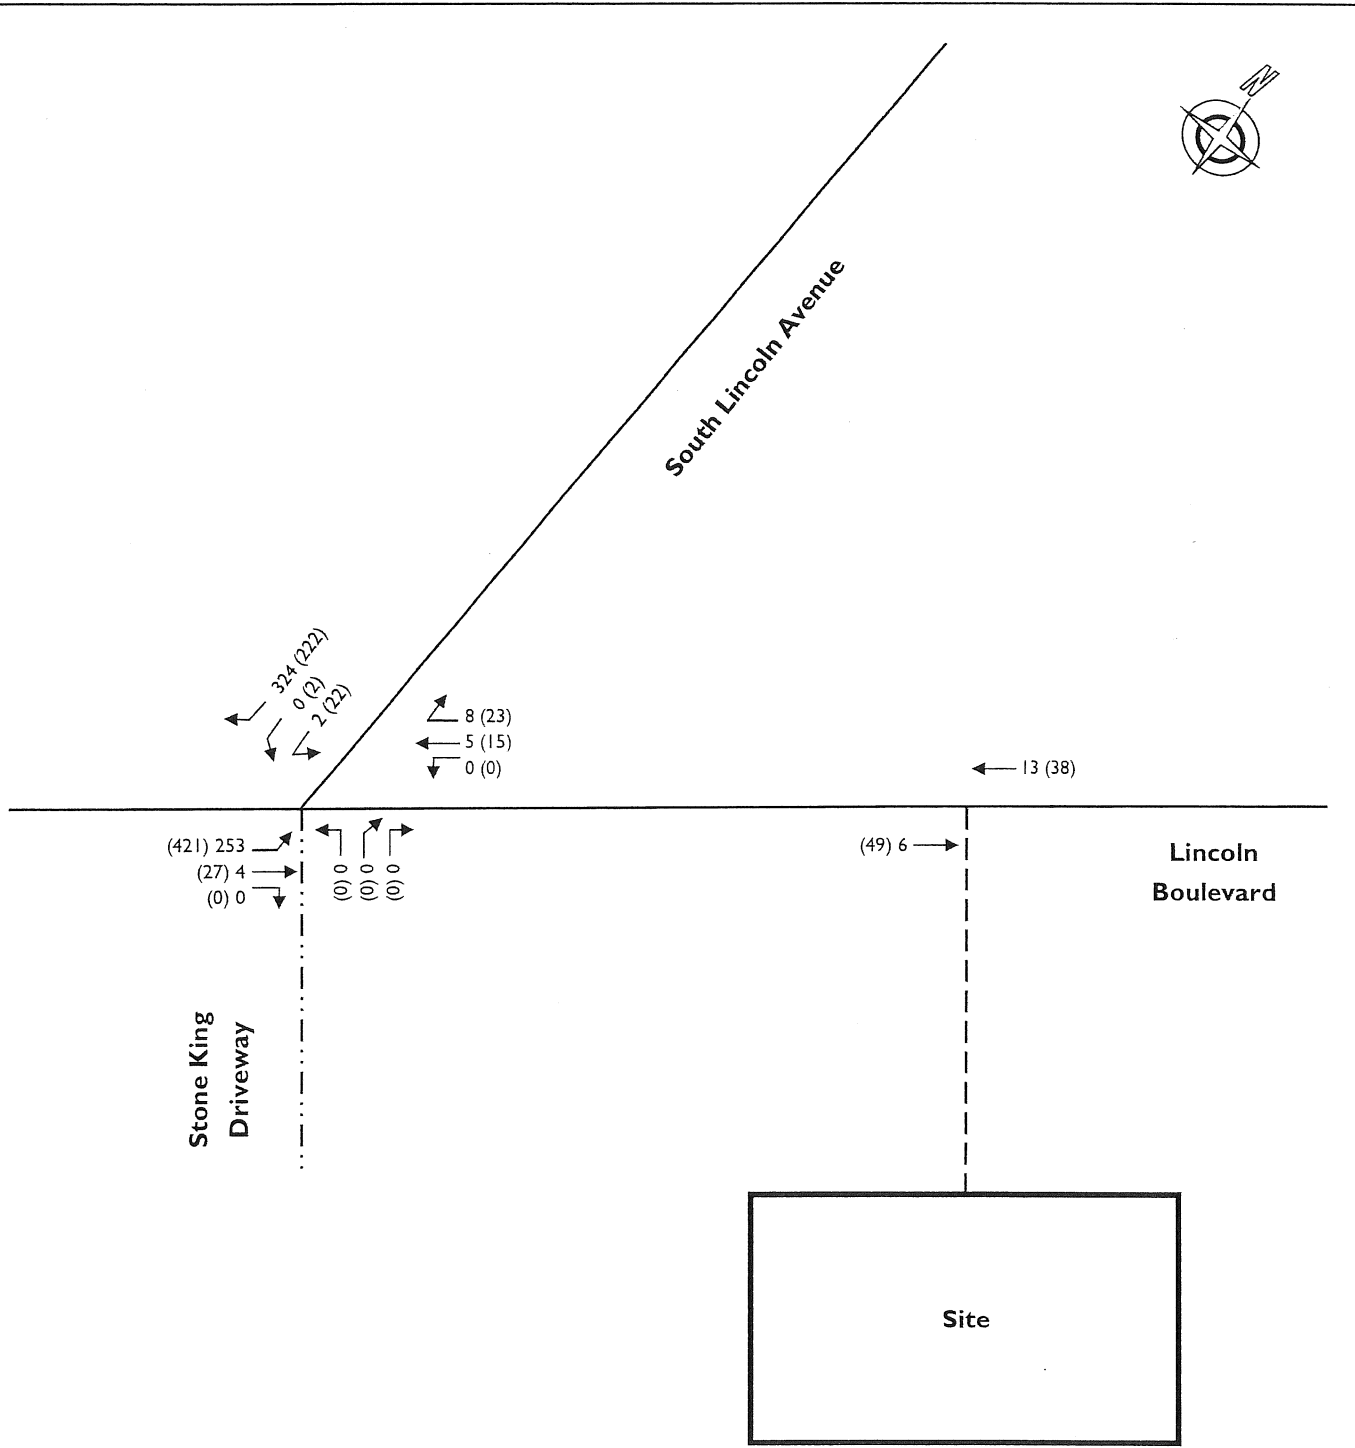 N
South Lincoln Avenue
324 (222)
0 (2)
2 (22)
8 (23)
5 (15)
0 (0)
13 (38)
(421) 253
(27) 4
(0) 0
(0) 0
(0) 0
(0) 0
(49) 6
Lincoln
Boulevard
Stone King
Driveway
Site